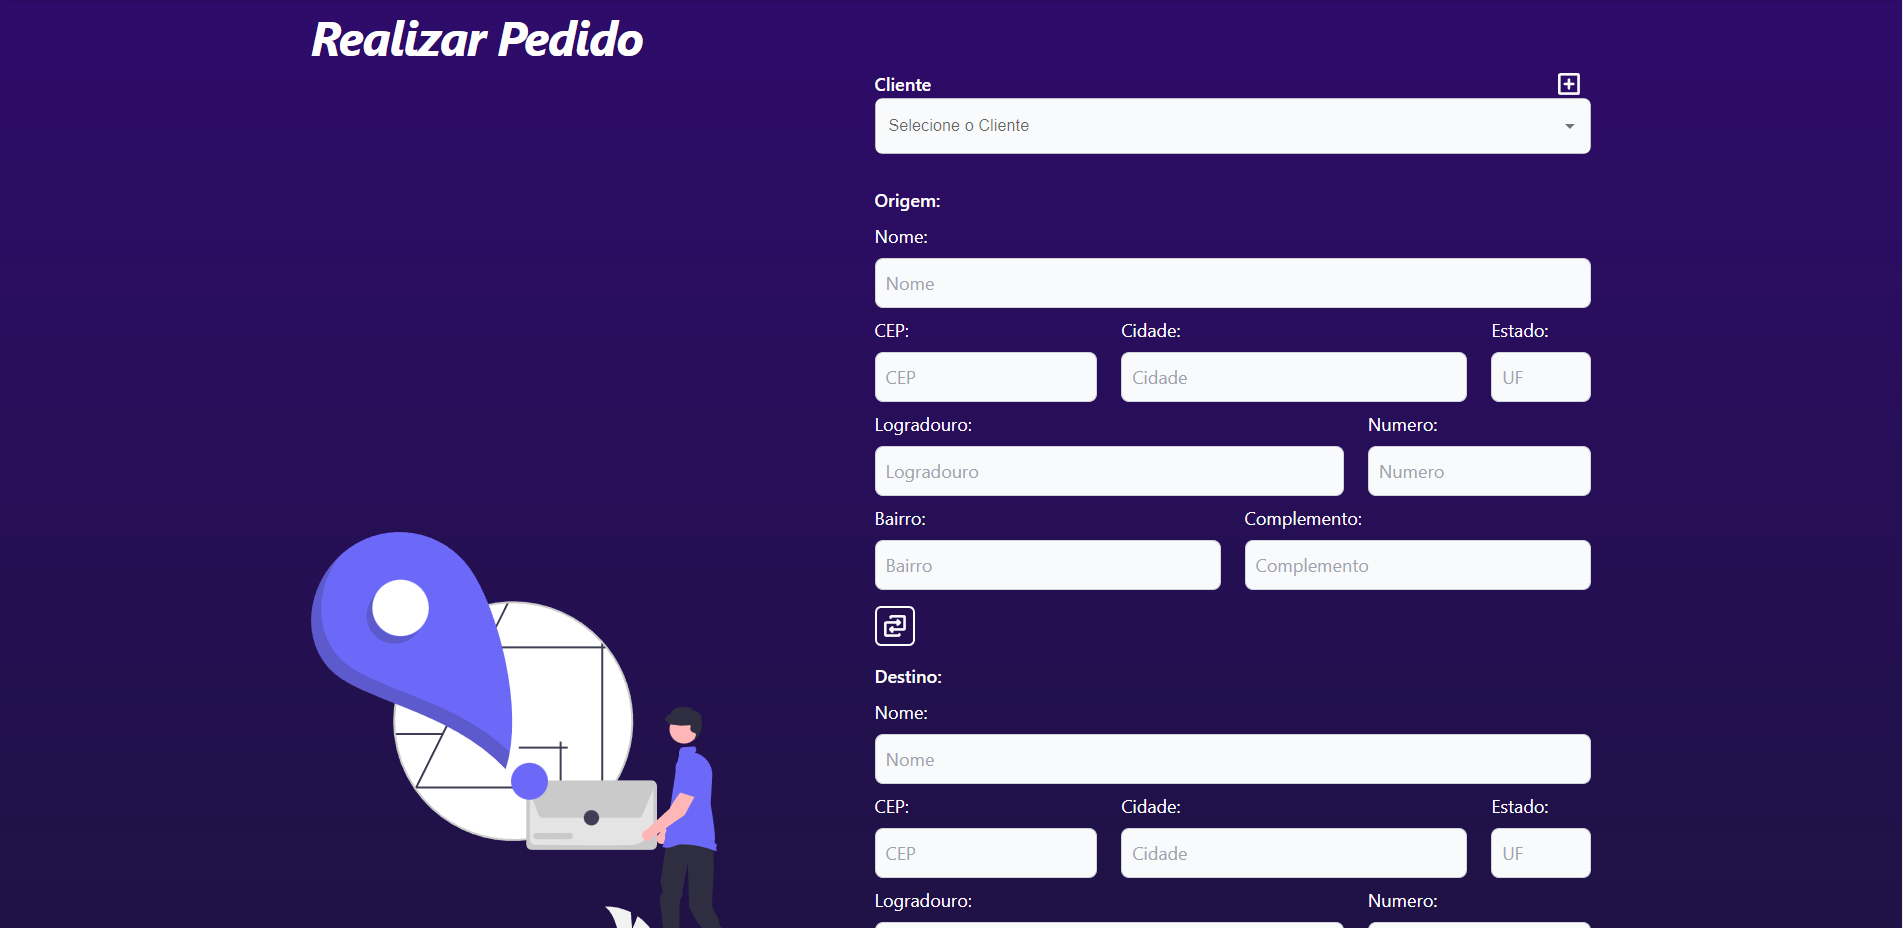 Realizar Pedido
Cliente
Selecione o Cliente
Origem:
Nome:
Nome
CEP: Cidade: Estado:
CEP Cidade UF
Logradouro: Numero:
Logradouro Numero
Bairro: Complemento:
Bairro Complemento
Destino:
Nome:
Nome
CEP: Cidade: Estado:
CEP Cidade UF
Logradouro: Numero: